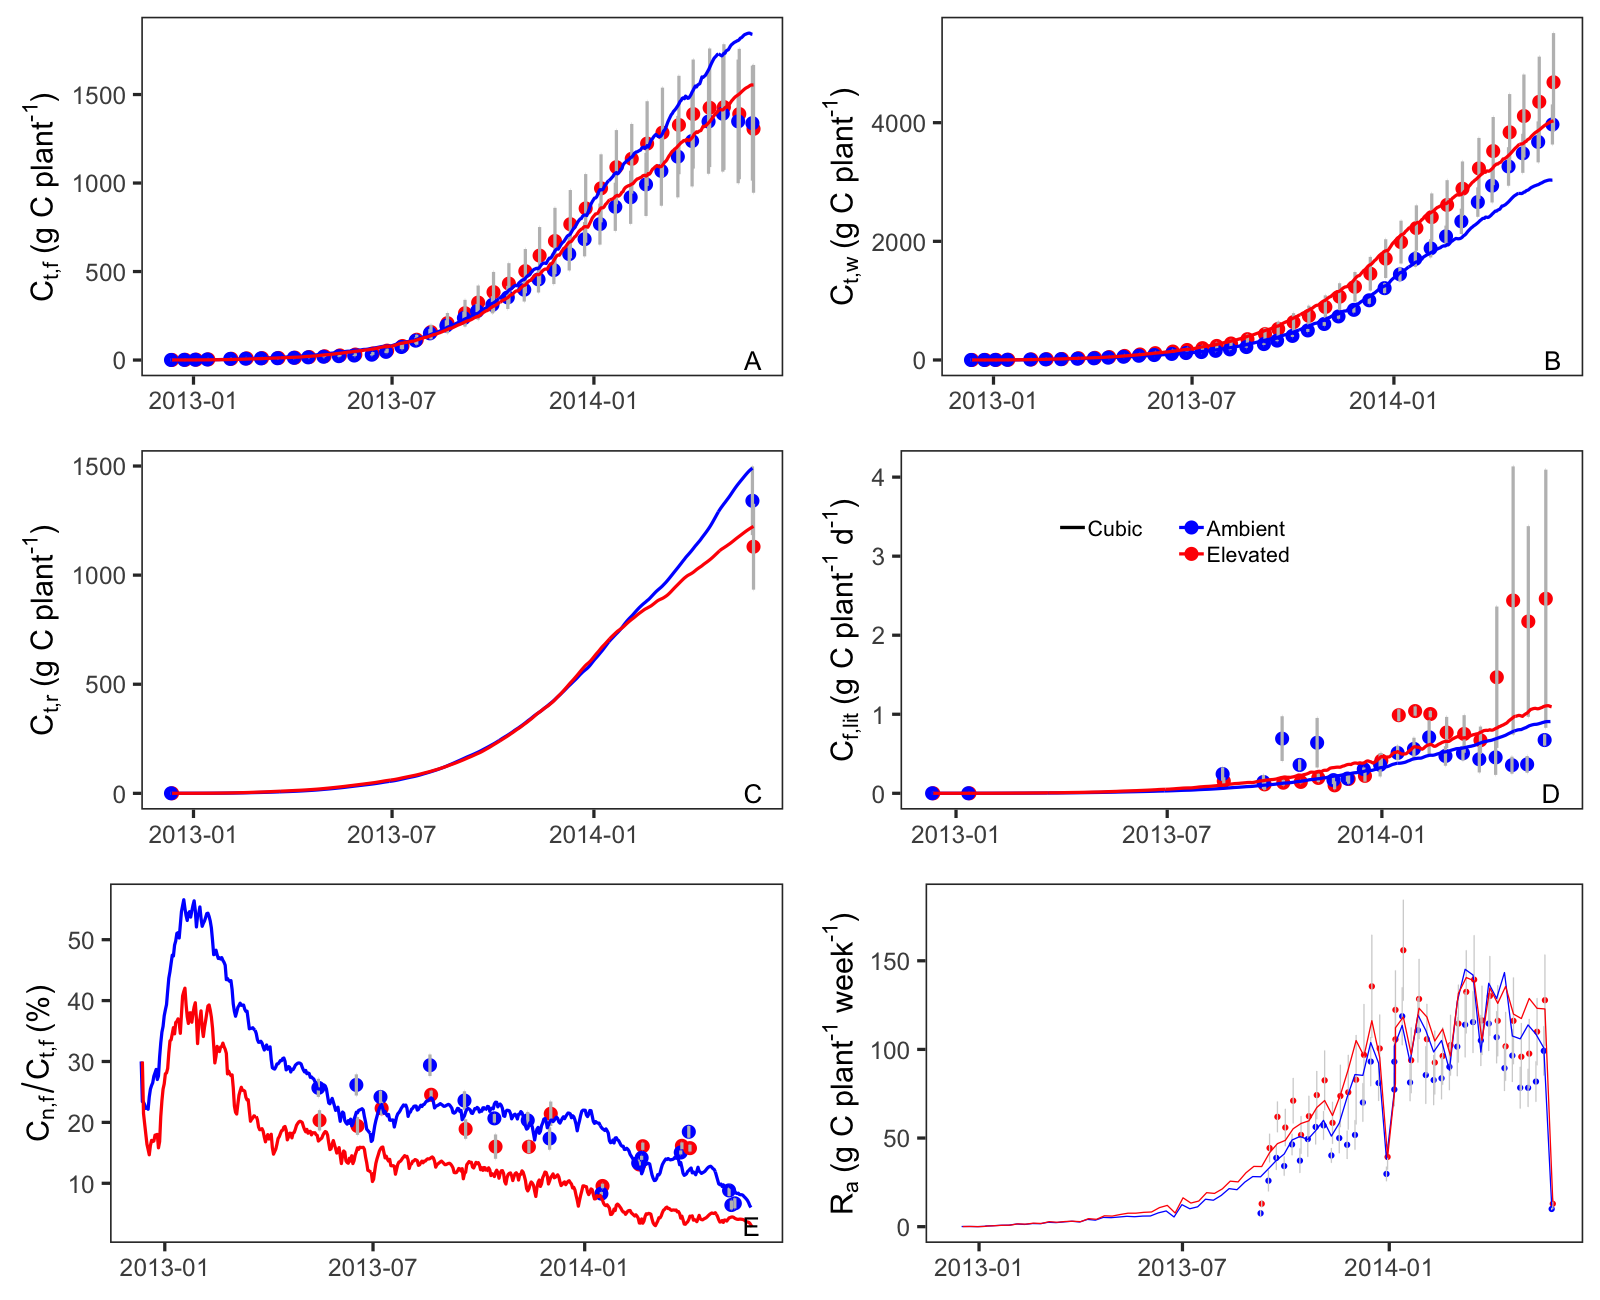 C_t,f (g C plant^-1)
1500
1000
500
0
2013-01 2013-07 2014-01
A
C_t,w (g C plant^-1)
4000
2000
0
2013-01 2013-07 2014-01
B
C_t,r (g C plant^-1)
1500
1000
500
0
2013-01 2013-07 2014-01
C
C_f,lit (g C plant^-1 d^-1)
4
3
2
1
0
Cubic
Ambient
Elevated
2013-01 2013-07 2014-01
D
C_n,f/C_t,f (%)
50
40
30
20
10
2013-01 2013-07 2014-01
E
R_a (g C plant^-1 week^-1)
150
100
50
0
2013-01 2013-07 2014-01